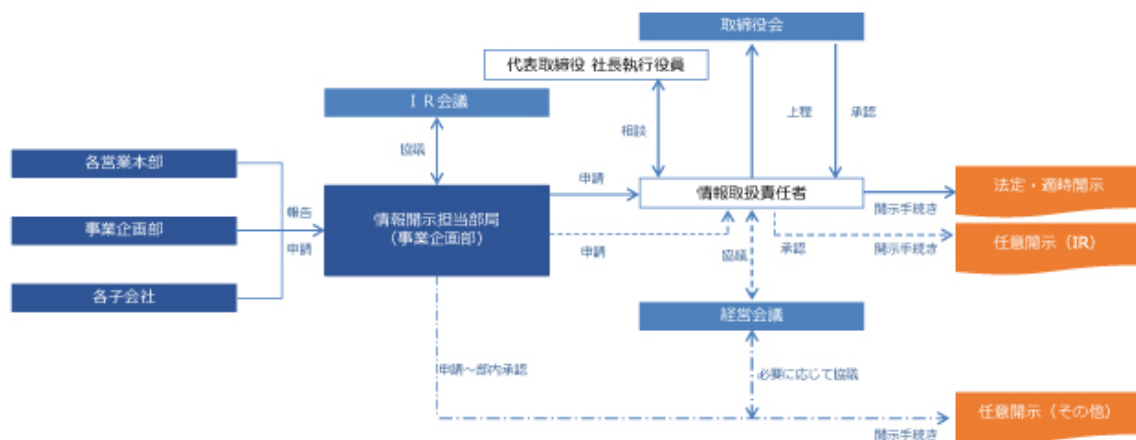 取締役会
代表取締役 社長執行役員
ＩＲ会議
上程
承認
相談
協議
各営業本部
申請
情報取扱責任者
法定・適時開示
開示手続き
事業企画部
報告
申請
情報開示担当部局
（事業企画部）
申請
協議
承認
開示手続き
任意開示（IR）
各子会社
経営会議
申請～部内承認
必要に応じて協議
任意開示（その他）
開示手続き